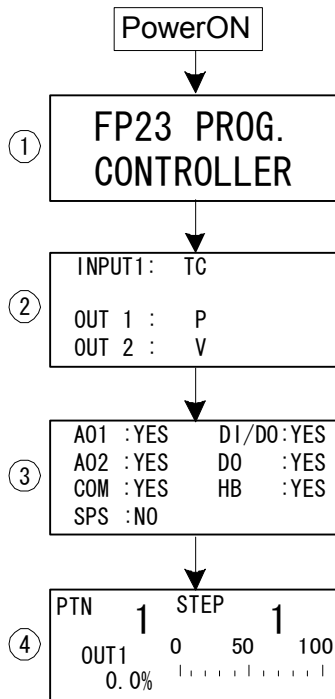 PowerON
1
FP23 PROG.
CONTROLLER
2
INPUT1: TC
OUT 1 : P
OUT 2 : V
3
AO1 :YES DI/DO:YES
AO2 :YES DO :YES
COM :YES HB :YES
SPS :NO
4
PTN 1 STEP 1
OUT1 0 50 100
0.0%